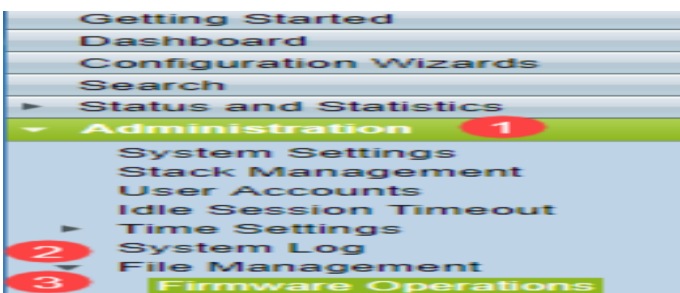 Getting Started
Dashboard
Configuration Wizards
Search
Status and Statistics
Administration 1
System Settings
Stack Management
User Accounts
Idle Session Timeout
Time Settings
2 System Log
File Management
3 Firmware Operations